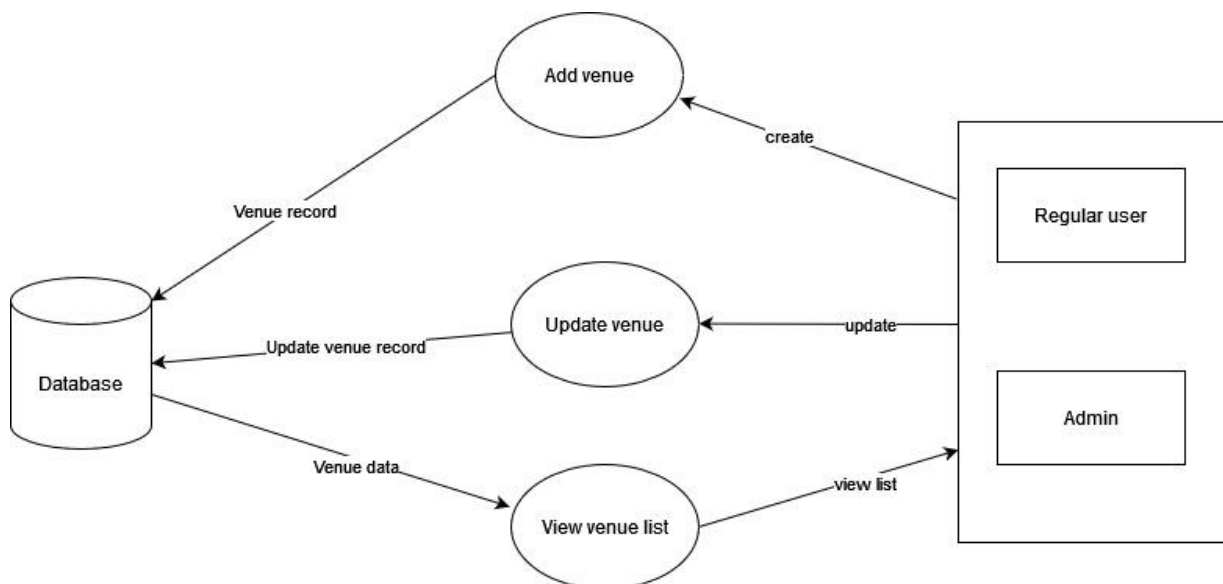 Add venue
create
Regular user
Venue record
Update venue
update
Update venue record
Database
Admin
Venue data
view list
View venue list